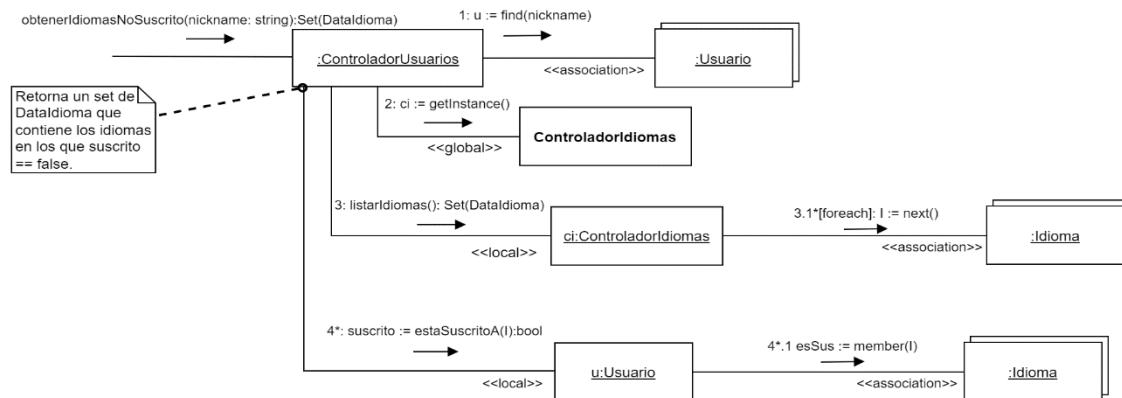 obtenerIdiomasNoSuscrito(nickname: string):Set(DataIdioma)
1: u := find(nickname)
:ControladorUsuarios
<<association>>
:Usuario
Retorna un set de
DataIdioma que
contiene los idiomas
en los que suscrito
== false.
2: ci := getInstance()
<<global>>
ControladorIdiomas
3: listarIdiomas(): Set(DataIdioma)
<<local>>
ci:ControladorIdiomas
3.1*[foreach]: I := next()
<<association>>
:Idioma
4*: suscrito := estaSuscritoA(I):bool
<<local>>
u:Usuario
4*.1 esSus := member(I)
<<association>>
:Idioma